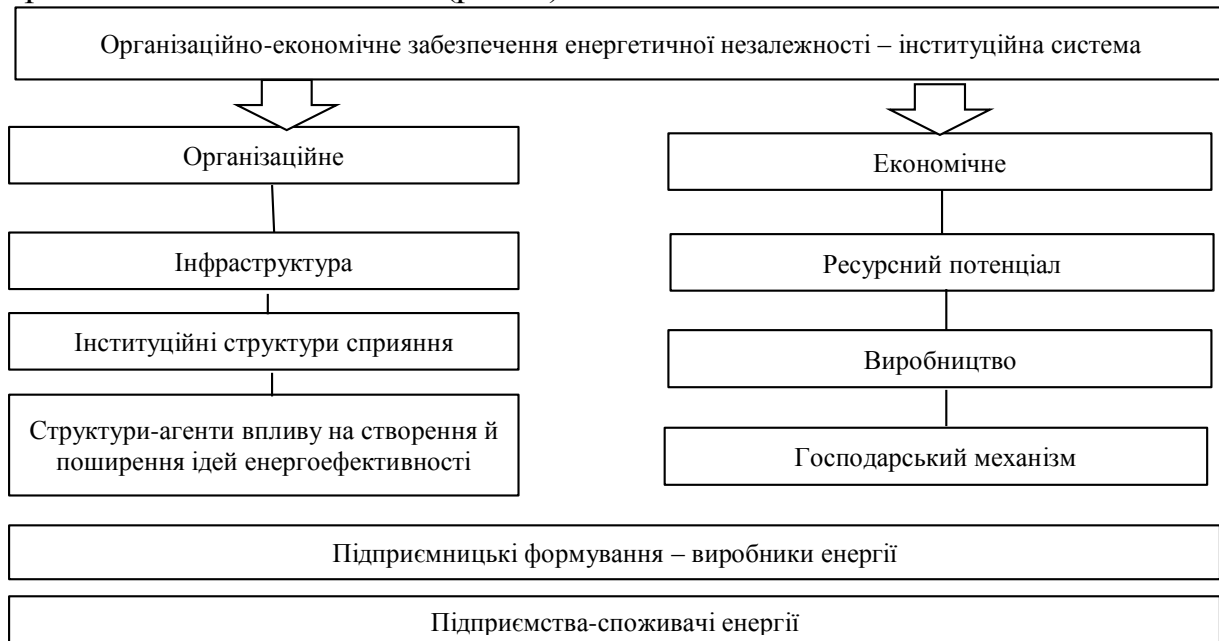 Організаційно-економічне забезпечення енергетичної незалежності – інституційна система
Організаційне
Економічне
Інфраструктура
Ресурсний потенціал
Інституційні структури сприяння
Виробництво
Структури-агенти впливу на створення й
поширення ідей енергоефективності
Господарський механізм
Підприємницькі формування – виробники енергії
Підприємства-споживачі енергії